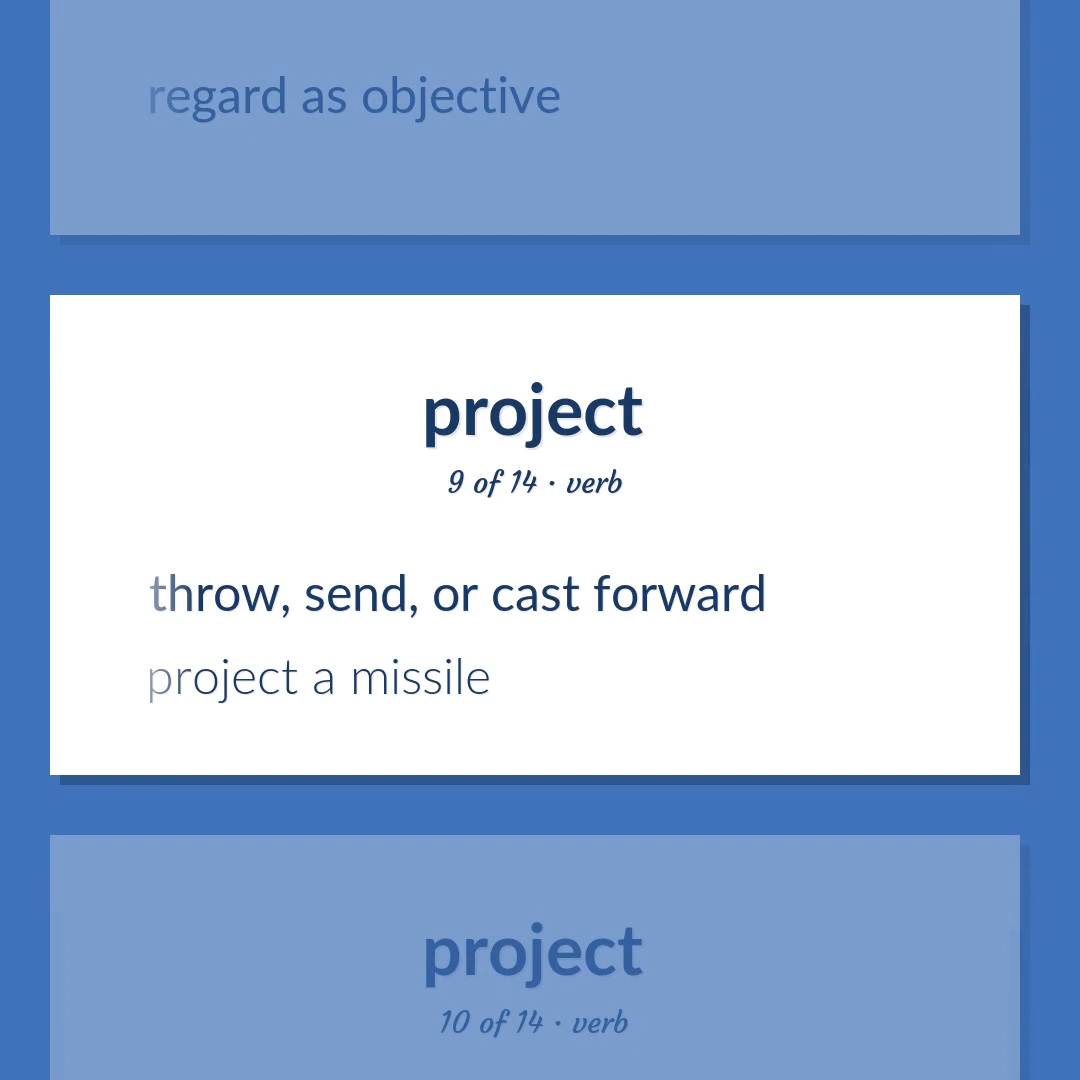 regard as objective
project
9 of 14 · verb
throw, send, or cast forward
project a missile
project
10 of 14 · verb